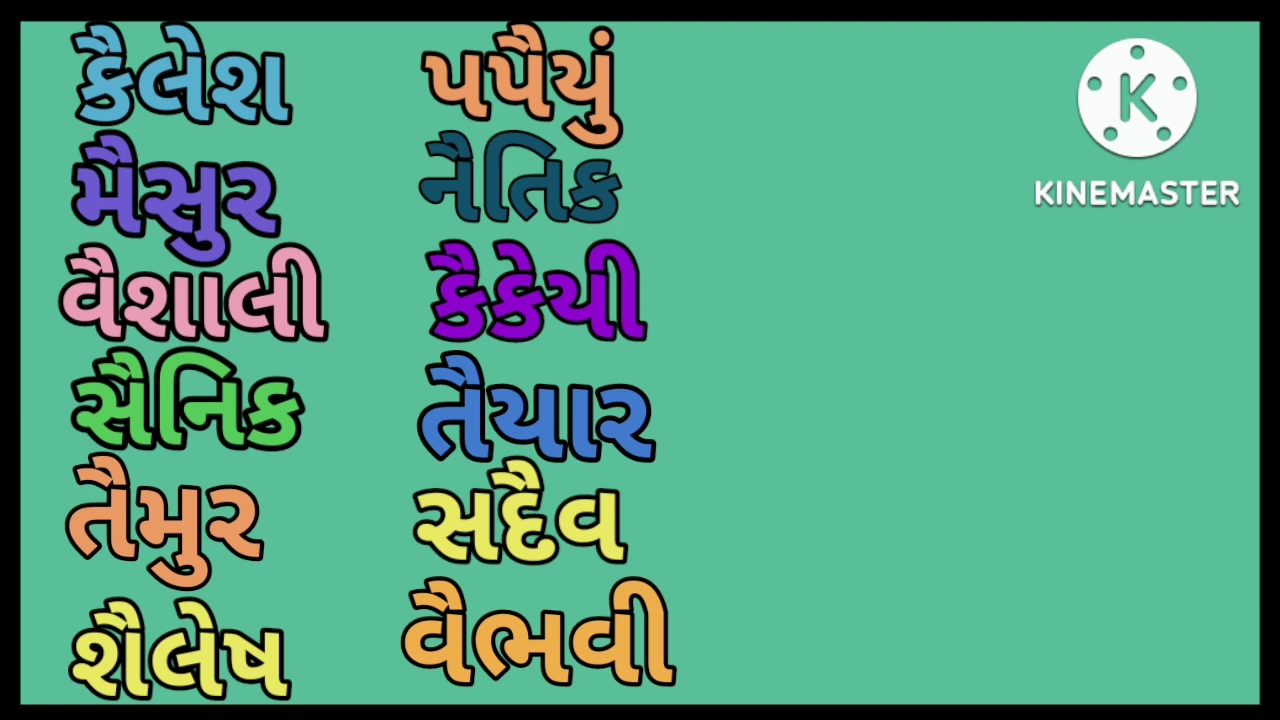 કૈલેશ
મૈસુર
વૈશાલી
સૈનિક
તૈમુર
શૈલેષ
પપૈયું
નૈતિક
કૈકેયી
તૈયાર
સદૈવ
વૈભવી
K
KINEMASTER